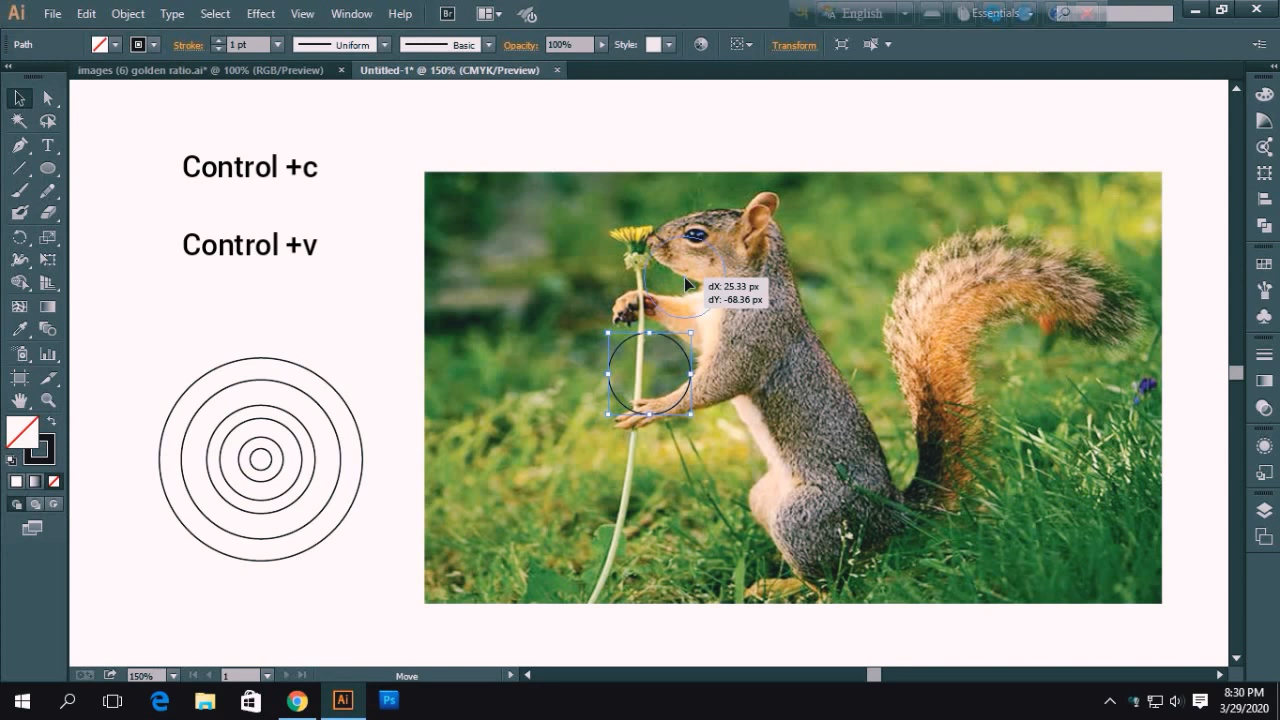 Ai File Edit Object Type Select Effect View Window Help Br English Essentials
Path Stroke: 1 pt Uniform Basic Opacity: 100% Style: Transform
images (6) golden ratio.ai* @ 100% (RGB/Preview) × Untitled-1* @ 150% (CMYK/Preview) ×
Control +c
Control +v
dX: 25.33 px
dY: -68.36 px
150% 1 Move
Ai Ps 8:30 PM
3/29/2020